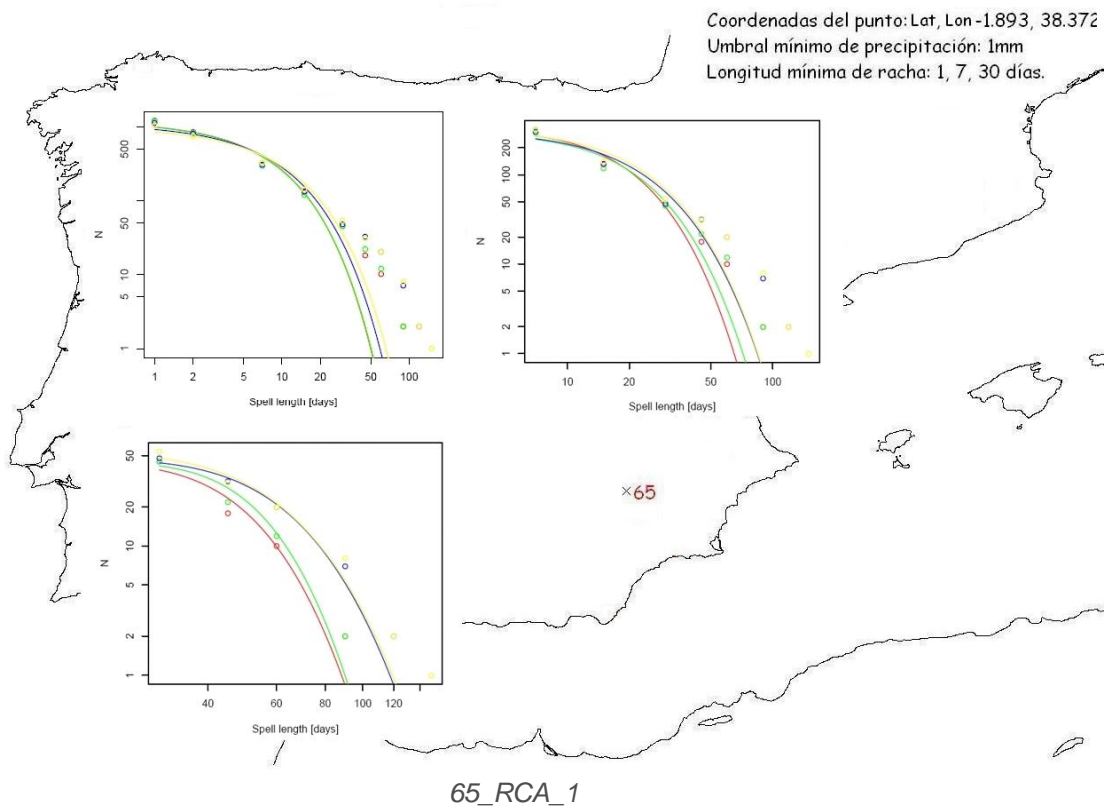 Coordenadas del punto: Lat, Lon -1.893, 38.372
Umbral mínimo de precipitación: 1mm
Longitud mínima de racha: 1, 7, 30 días.
500
50
10
5
1
N
1 2 5 10 20 50 100
Spell length [days]
200
100
50
20
10
5
2
1
N
10 20 50 100
Spell length [days]
50
20
10
5
2
1
N
40 60 80 100 120
Spell length [days]
×65
65_RCA_1